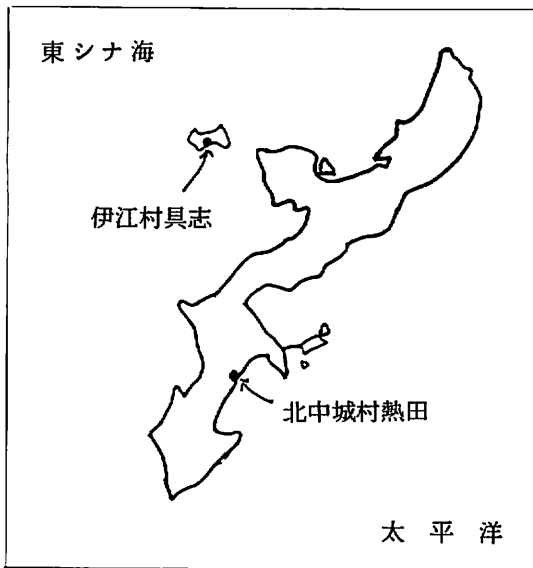 東シナ海
伊江村具志
北中城村熱田
太平洋